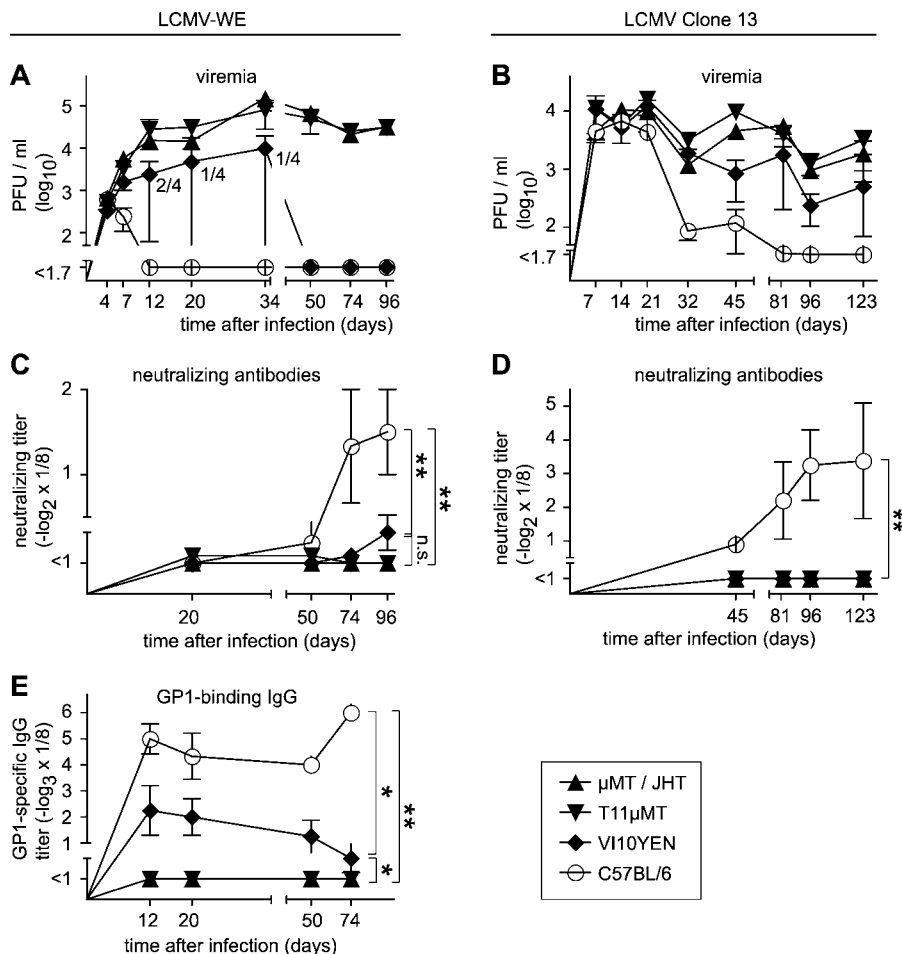 LCMV-WE
LCMV Clone 13
A
viremia
PFU / ml
(log10)
5
4
3
2
<1.7
2/4
1/4
1/4
4 7 12 20 34 50 74 96
time after infection (days)
B
viremia
PFU / ml
(log10)
4
3
2
<1.7
7 14 21 32 45 81 96 123
time after infection (days)
C
neutralizing antibodies
neutralizing titer
(-log2 x 1/8)
2
1
<1
**
**
n.s.
20 50 74 96
time after infection (days)
D
neutralizing antibodies
neutralizing titer
(-log2 x 1/8)
5
4
3
2
1
<1
**
45 81 96 123
time after infection (days)
E
GP1-binding IgG
GP1-specific IgG
titer (-log3 x 1/8)
6
5
4
3
2
1
<1
*
**
*
12 20 50 74
time after infection (days)
µMT / JHT
T11µMT
VI10YEN
C57BL/6